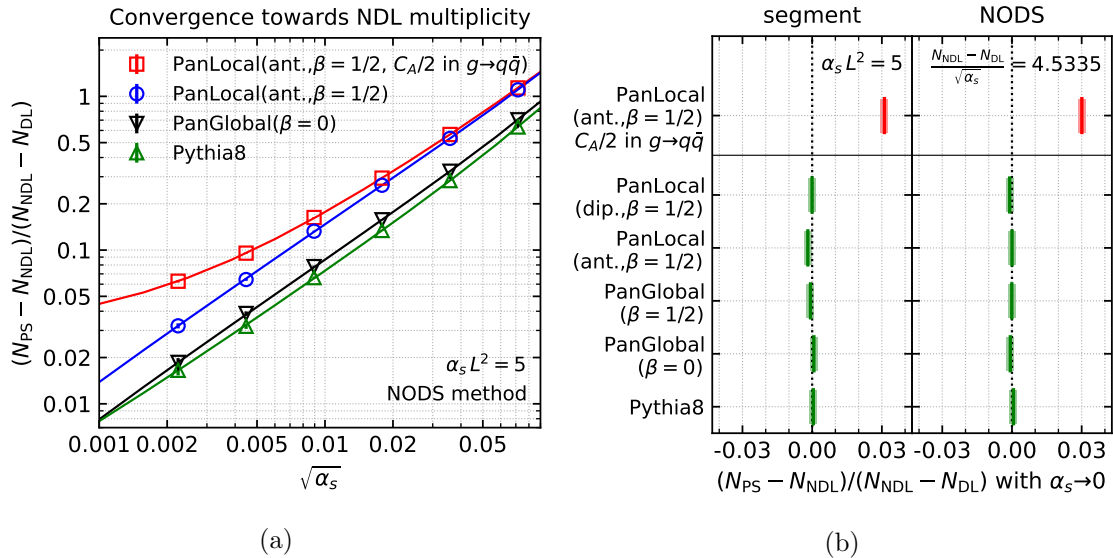 Convergence towards NDL multiplicity
(N_PS − N_NDL)/(N_NDL − N_DL)
1
0.5
0.2
0.1
0.05
0.02
0.01
PanLocal(ant.,β = 1/2, C_A/2 in g→qq̄)
PanLocal(ant.,β = 1/2)
PanGlobal(β = 0)
Pythia8
α_s L² = 5
NODS method
0.001 0.002 0.005 0.01 0.02 0.05
√α_s
(a)
segment NODS
α_s L² = 5
(N_NDL − N_DL)/√α_s = 4.5335
PanLocal
(ant.,β = 1/2)
C_A/2 in g→qq̄
PanLocal
(dip.,β = 1/2)
PanLocal
(ant.,β = 1/2)
PanGlobal
(β = 1/2)
PanGlobal
(β = 0)
Pythia8
-0.03 0.00 0.03 -0.03 0.00 0.03
(N_PS − N_NDL)/(N_NDL − N_DL) with α_s→0
(b)